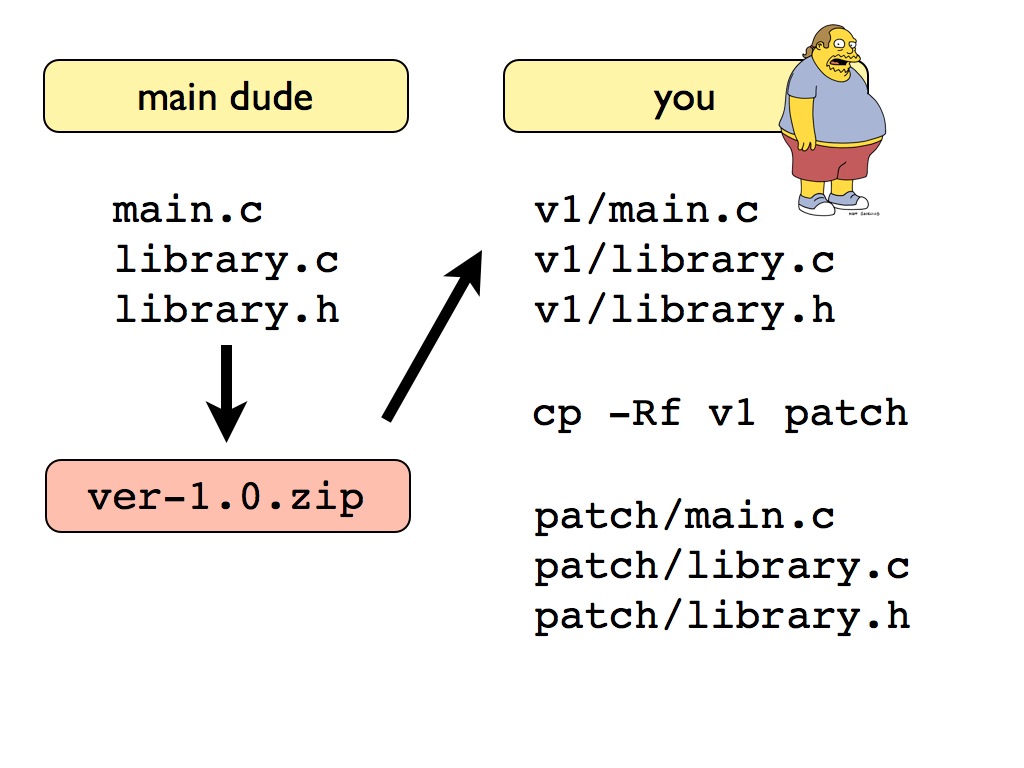 main dude
you
main.c
library.c
library.h
ver-1.0.zip
v1/main.c
v1/library.c
v1/library.h
cp -Rf v1 patch
patch/main.c
patch/library.c
patch/library.h